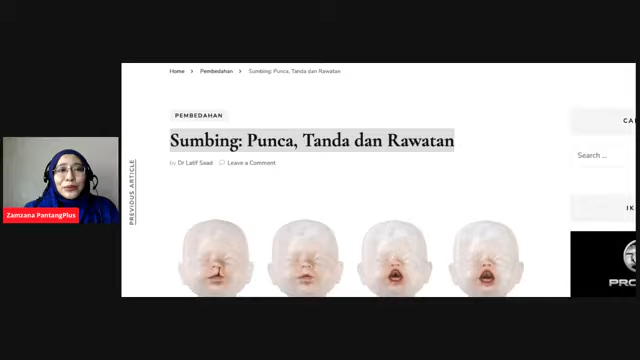 Home > Pembedahan > Sumbing: Punca, Tanda dan Rawatan
PEMBEDAHAN
Sumbing: Punca, Tanda dan Rawatan
by Dr Latif Saad Leave a Comment
PREVIOUS ARTICLE
Search ...
Zamzana PantangPlus